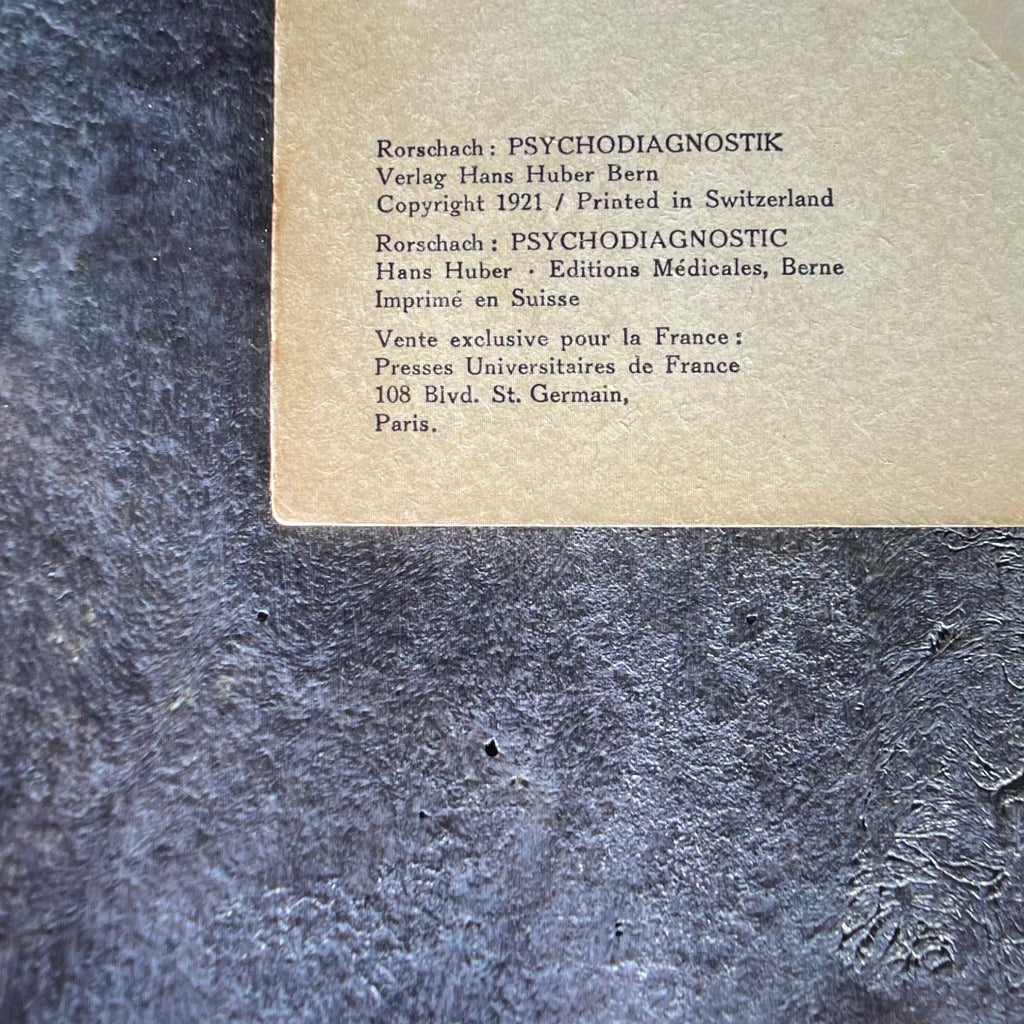 Rorschach: PSYCHODIAGNOSTIK
Verlag Hans Huber Bern
Copyright 1921 / Printed in Switzerland
Rorschach: PSYCHODIAGNOSTIC
Hans Huber · Editions Médicales, Berne
Imprimé en Suisse
Vente exclusive pour la France:
Presses Universitaires de France
108 Blvd. St. Germain,
Paris.